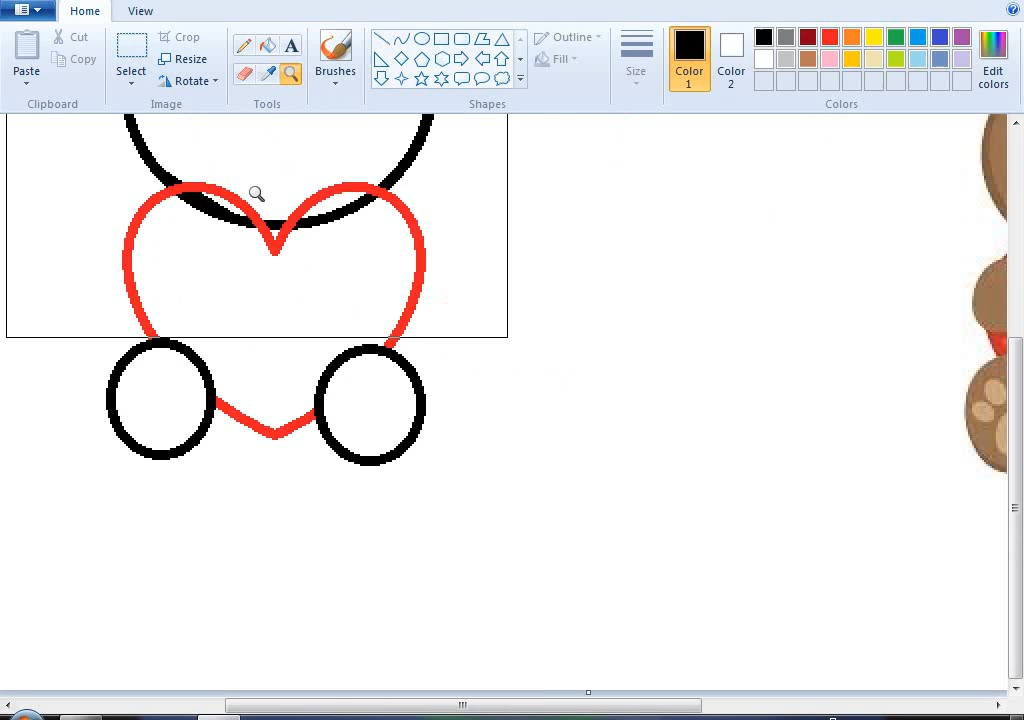 Home View
Paste
Cut
Copy
Clipboard
Select
Crop
Resize
Rotate
Image
A
Tools
Brushes
Outline
Fill
Shapes
Size
Color 1
Color 2
Edit colors
Colors